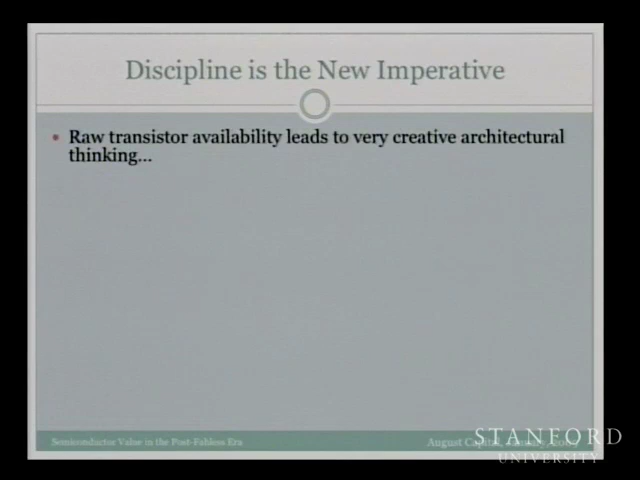 Discipline is the New Imperative
• Raw transistor availability leads to very creative architectural
thinking...
Semiconductor Value in the Post-Fabless Era
August Capital,
STANFORD
UNIVERSITY